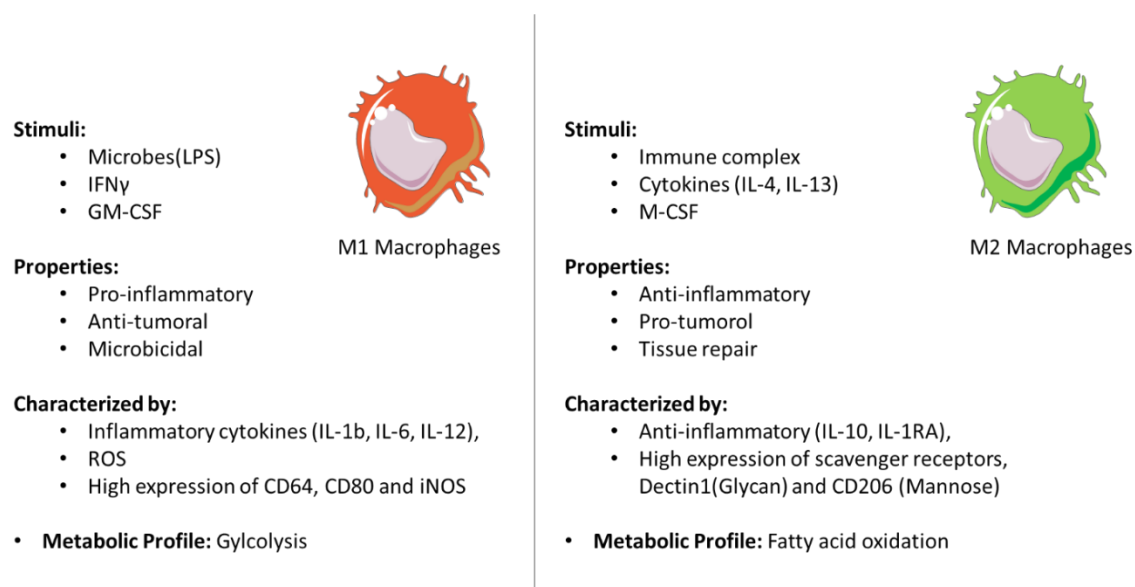 Stimuli:
• Microbes(LPS)
• IFNγ
• GM-CSF
M1 Macrophages
Properties:
• Pro-inflammatory
• Anti-tumoral
• Microbicidal
Characterized by:
• Inflammatory cytokines (IL-1b, IL-6, IL-12),
• ROS
• High expression of CD64, CD80 and iNOS
• Metabolic Profile: Gylcolysis
Stimuli:
• Immune complex
• Cytokines (IL-4, IL-13)
• M-CSF
M2 Macrophages
Properties:
• Anti-inflammatory
• Pro-tumorol
• Tissue repair
Characterized by:
• Anti-inflammatory (IL-10, IL-1RA),
• High expression of scavenger receptors,
Dectin1(Glycan) and CD206 (Mannose)
• Metabolic Profile: Fatty acid oxidation